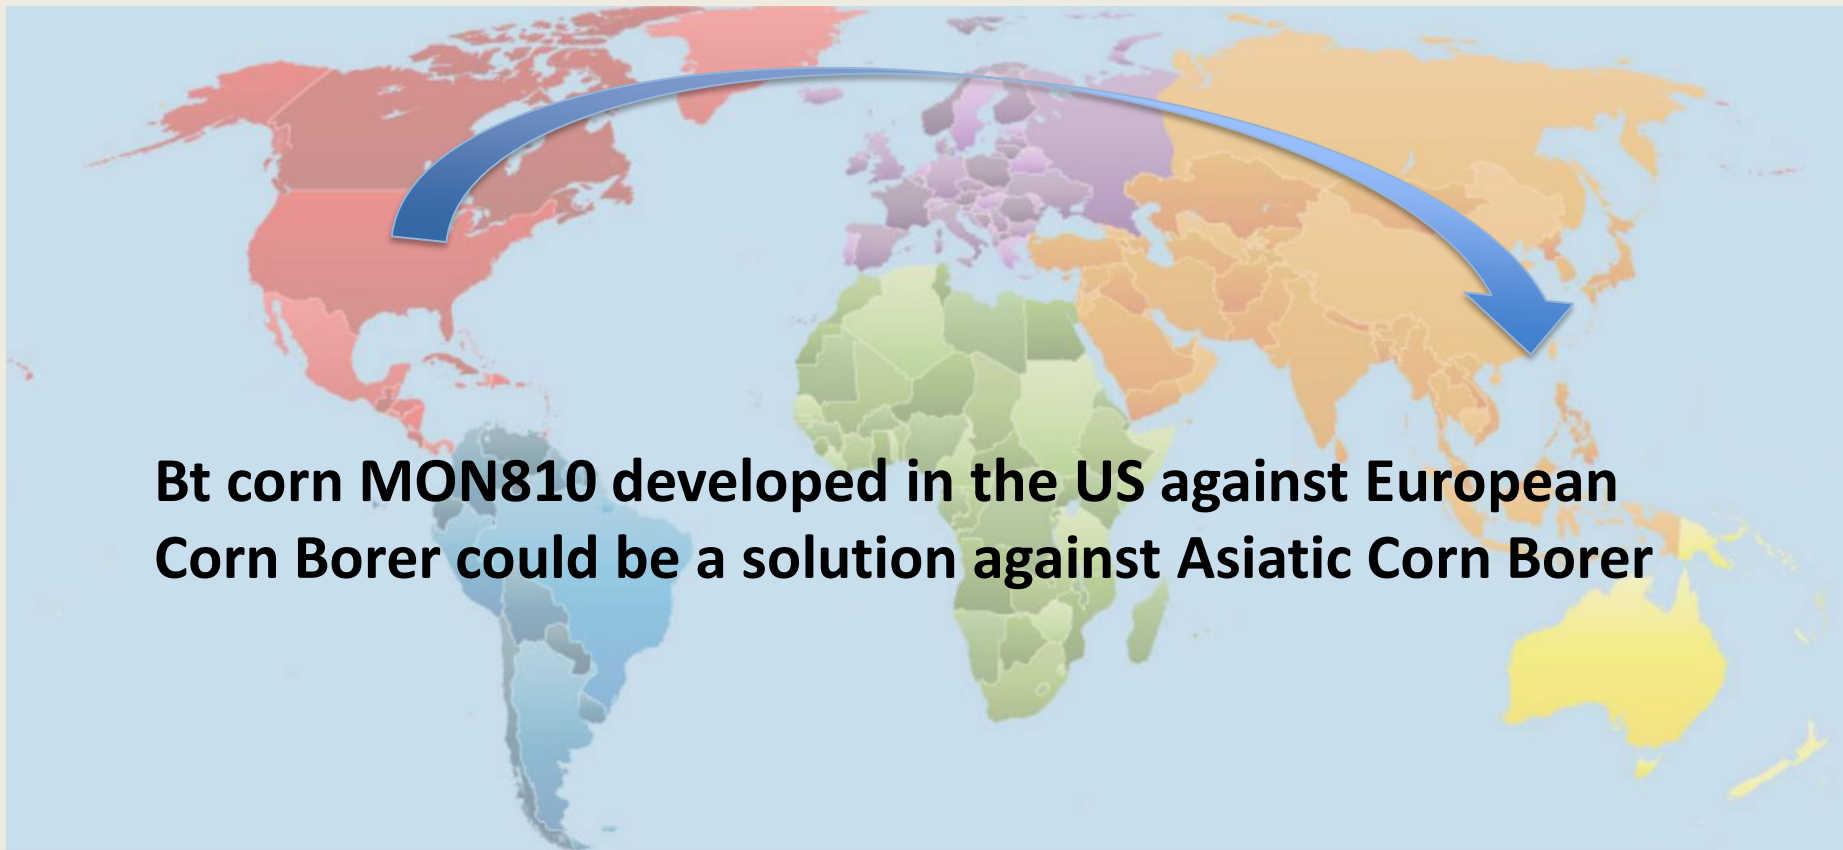 Bt corn MON810 developed in the US against European
Corn Borer could be a solution against Asiatic Corn Borer